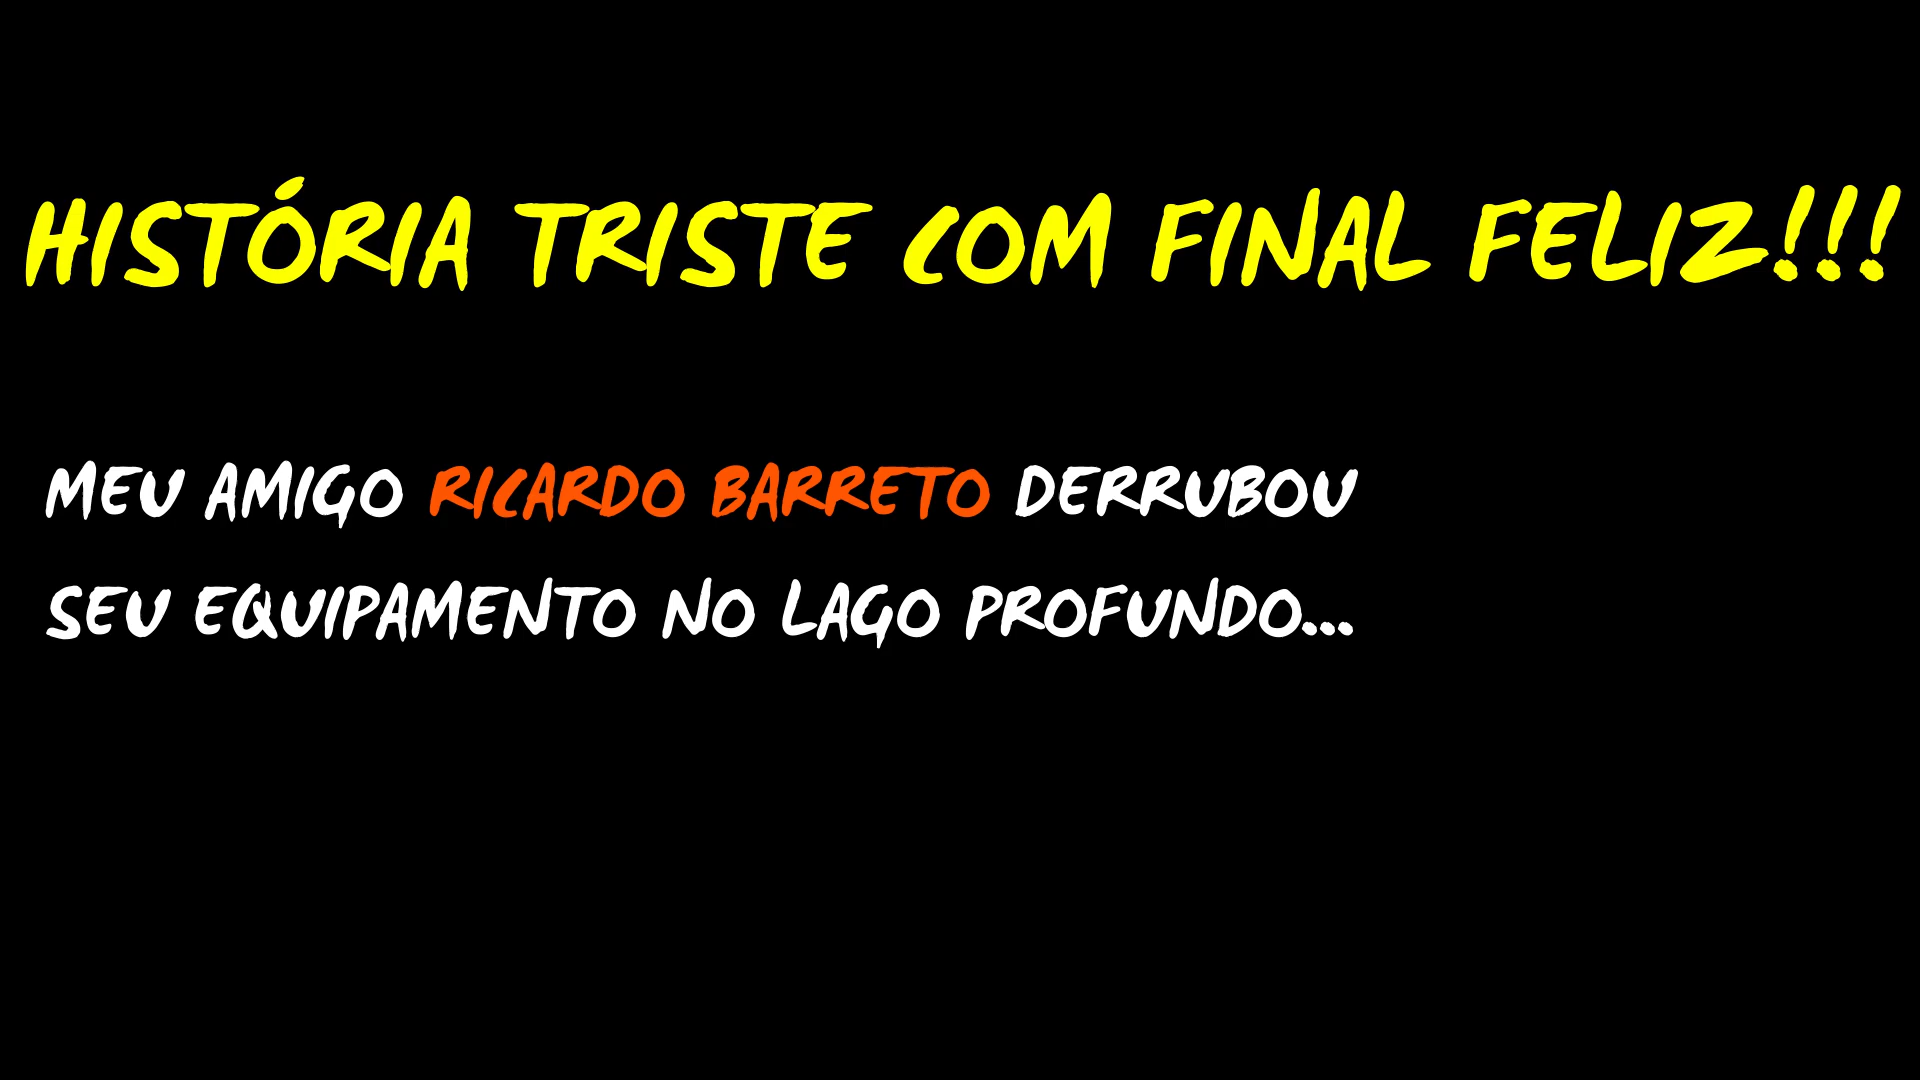 HISTÓRIA TRISTE COM FINAL FELIZ!!!
MEU AMIGO RICARDO BARRETO DERRUBOU
SEU EQUIPAMENTO NO LAGO PROFUNDO...